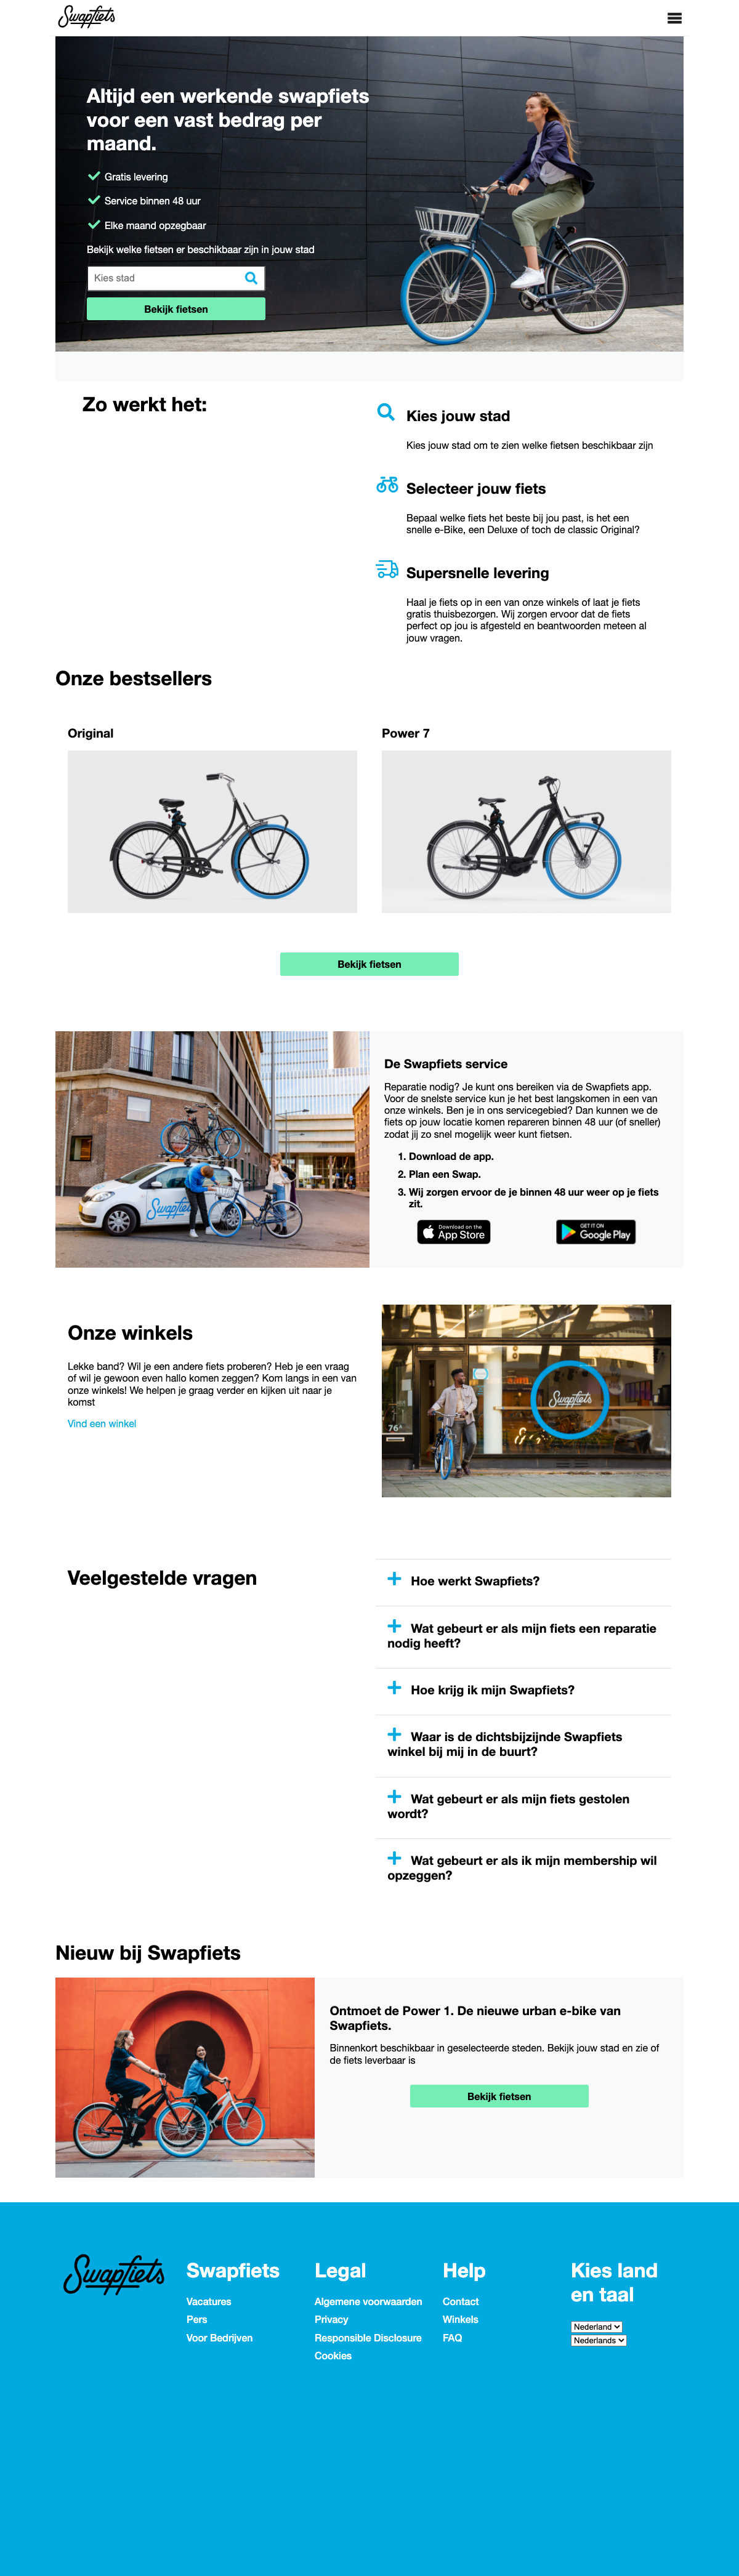 Swapfiets
Altijd een werkende swapfiets
voor een vast bedrag per
maand.
Gratis levering
Service binnen 48 uur
Elke maand opzegbaar
Bekijk welke fietsen er beschikbaar zijn in jouw stad
Kies stad
Bekijk fietsen
Zo werkt het:
Kies jouw stad
Kies jouw stad om te zien welke fietsen beschikbaar zijn
Selecteer jouw fiets
Bepaal welke fiets het beste bij jou past, is het een
snelle e-Bike, een Deluxe of toch de classic Original?
Supersnelle levering
Haal je fiets op in een van onze winkels of laat je fiets
gratis thuisbezorgen. Wij zorgen ervoor dat de fiets
perfect op jou is afgesteld en beantwoorden meteen al
jouw vragen.
Onze bestsellers
Original
Power 7
Bekijk fietsen
Swapfiets
De Swapfiets service
Reparatie nodig? Je kunt ons bereiken via de Swapfiets app.
Voor de snelste service kun je het best langskomen in een van
onze winkels. Ben je in ons servicegebied? Dan kunnen we de
fiets op jouw locatie komen repareren binnen 48 uur (of sneller)
zodat jij zo snel mogelijk weer kunt fietsen.
1. Download de app.
2. Plan een Swap.
3. Wij zorgen ervoor de je binnen 48 uur weer op je fiets
zit.
Download on the
App Store
GET IT ON
Google Play
Onze winkels
Lekke band? Wil je een andere fiets proberen? Heb je een vraag
of wil je gewoon even hallo komen zeggen? Kom langs in een van
onze winkels! We helpen je graag verder en kijken uit naar je
komst
Vind een winkel
Swapfiets
76A
Veelgestelde vragen
Hoe werkt Swapfiets?
Wat gebeurt er als mijn fiets een reparatie
nodig heeft?
Hoe krijg ik mijn Swapfiets?
Waar is de dichtsbijzijnde Swapfiets
winkel bij mij in de buurt?
Wat gebeurt er als mijn fiets gestolen
wordt?
Wat gebeurt er als ik mijn membership wil
opzeggen?
Nieuw bij Swapfiets
Ontmoet de Power 1. De nieuwe urban e-bike van
Swapfiets.
Binnenkort beschikbaar in geselecteerde steden. Bekijk jouw stad en zie of
de fiets leverbaar is
Bekijk fietsen
Swapfiets
Swapfiets
Vacatures
Pers
Voor Bedrijven
Legal
Algemene voorwaarden
Privacy
Responsible Disclosure
Cookies
Help
Contact
Winkels
FAQ
Kies land
en taal
Nederland
Nederlands